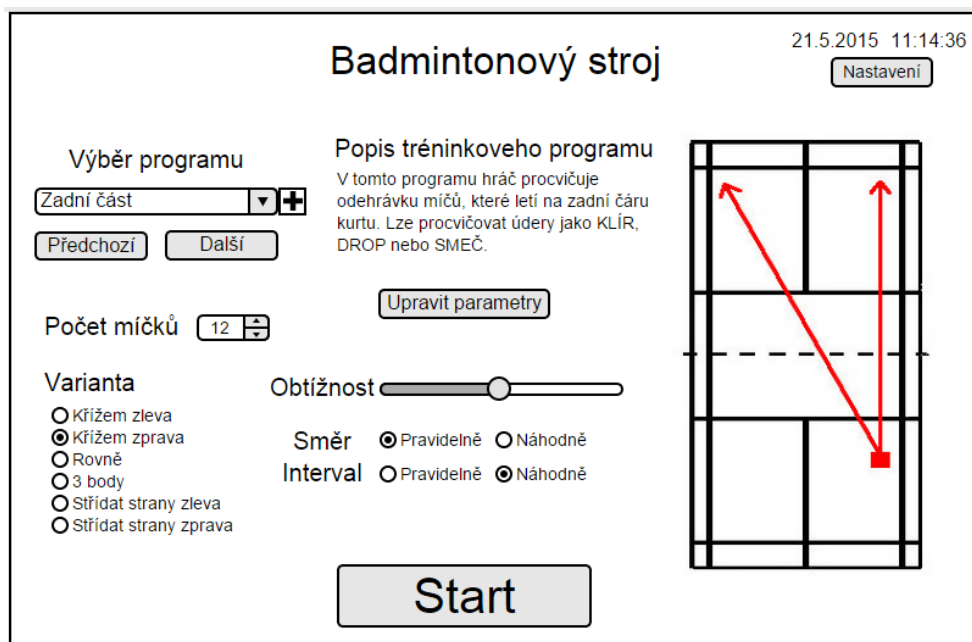 21.5.2015 11:14:36
Badmintonový stroj
Nastavení
Výběr programu
Zadní část
Předchozí
Další
Popis tréninkoveho programu
V tomto programu hráč procvičuje
odehrávku míčů, které letí na zadní čáru
kurtu. Lze procvičovat údery jako KLÍR,
DROP nebo SMEČ.
Upravit parametry
Počet míčků 12
Varianta
Křížem zleva
Křížem zprava
Rovně
3 body
Střídat strany zleva
Střídat strany zprava
Obtížnost
Směr Pravidelně Náhodně
Interval Pravidelně Náhodně
Start